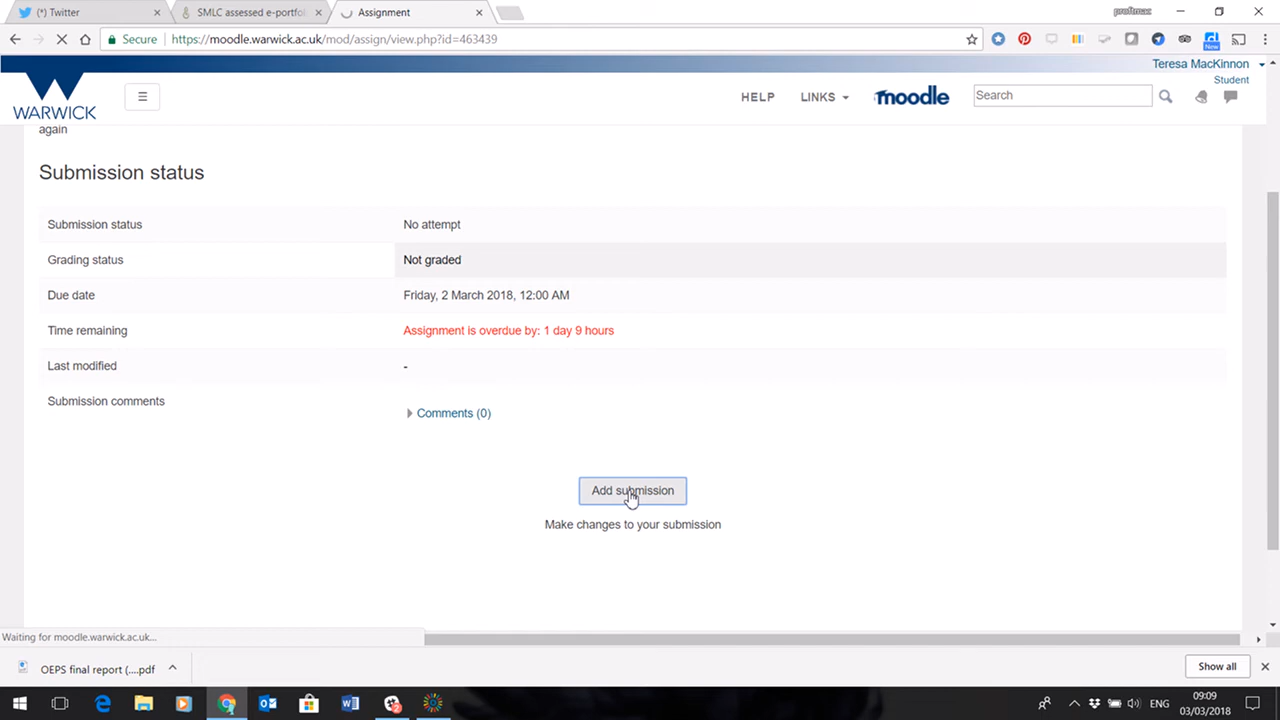 (*) Twitter
SMLC assessed e-portfo
Assignment
profmac
Secure
https://moodle.warwick.ac.uk/mod/assign/view.php?id=463439
New
Teresa MacKinnon
Student
WARWICK
HELP
LINKS
moodle
Search
again
Submission status
Submission status
No attempt
Grading status
Not graded
Due date
Friday, 2 March 2018, 12:00 AM
Time remaining
Assignment is overdue by: 1 day 9 hours
Last modified
-
Submission comments
Comments (0)
Add submission
Make changes to your submission
Waiting for moodle.warwick.ac.uk...
OEPS final report (....pdf
Show all
2
ENG
09:09
03/03/2018